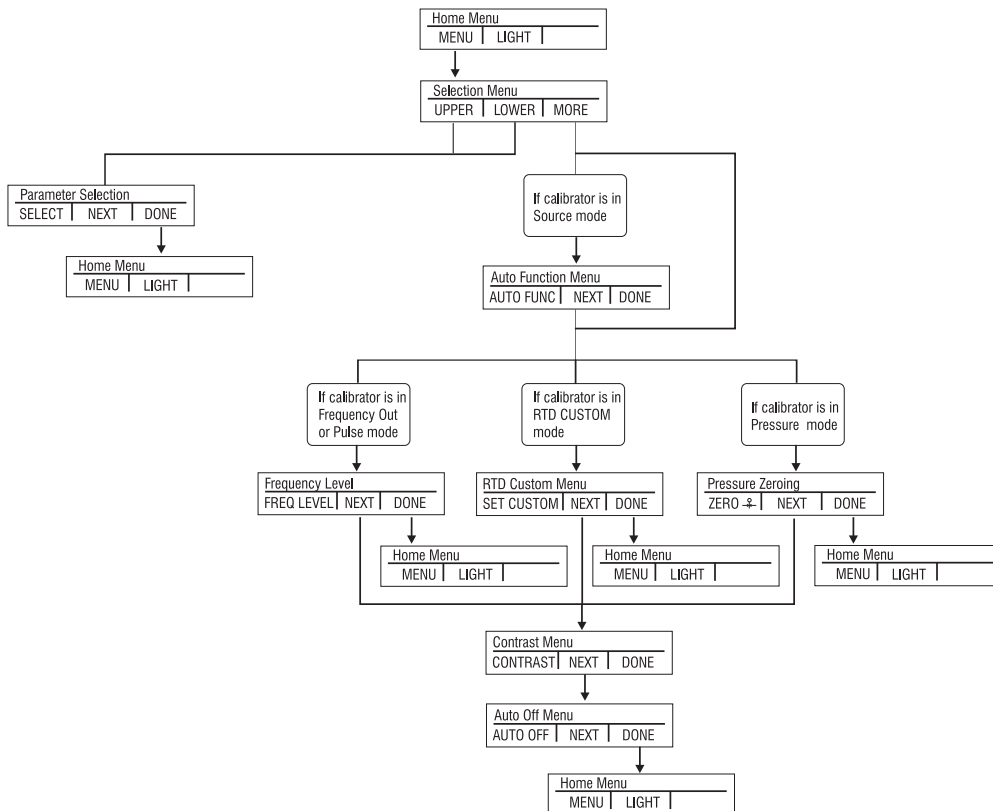 Home Menu
MENU LIGHT
Selection Menu
UPPER LOWER MORE
Parameter Selection
SELECT NEXT DONE
Home Menu
MENU LIGHT
If calibrator is in
Source mode
Auto Function Menu
AUTO FUNC NEXT DONE
If calibrator is in
Frequency Out
or Pulse mode
If calibrator is in
RTD CUSTOM
mode
If calibrator is in
Pressure mode
Frequency Level
FREQ LEVEL NEXT DONE
RTD Custom Menu
SET CUSTOM NEXT DONE
Pressure Zeroing
ZERO NEXT DONE
Home Menu
MENU LIGHT
Home Menu
MENU LIGHT
Home Menu
MENU LIGHT
Contrast Menu
CONTRAST NEXT DONE
Auto Off Menu
AUTO OFF NEXT DONE
Home Menu
MENU LIGHT